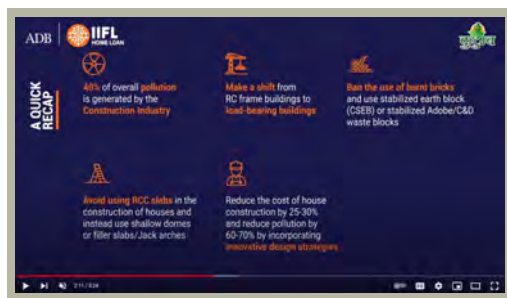 ADB
IIFL
HOME LOAN
A QUICK
RECAP
40% of overall pollution
is generated by the
Construction Industry
Make a shift from
RC frame buildings to
load-bearing buildings
Ban the use of burnt bricks
and use stabilized earth block
(CSEB) or stabilized Adobe/C&D
waste blocks
Avoid using RCC slabs in the
construction of houses and
instead use shallow domes
or filler slabs/Jack arches
Reduce the cost of house
construction by 25-30%
and reduce pollution by
60-70% by incorporating
innovative design strategies